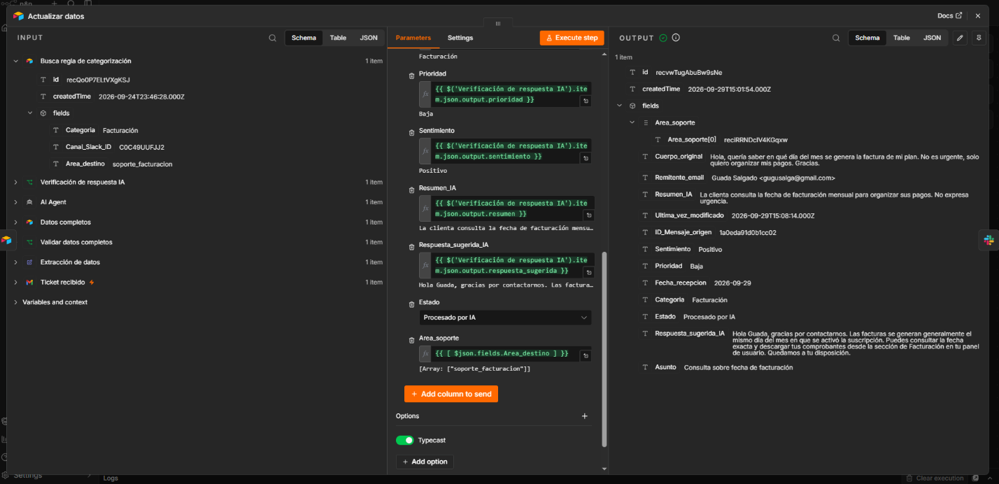 n8n
Actualizar datos
Docs
INPUT
Schema
Table
JSON
Busca regla de categorización
1 item
id recQo0P7ELtVXgKSJ
createdTime 2026-09-24T23:46:28.000Z
fields
Categoria Facturación
Canal_Slack_ID C0C49UUFJJ2
Area_destino soporte_facturacion
Verificación de respuesta IA
1 item
AI Agent
1 item
Datos completos
1 item
Validar datos completos
1 item
Extracción de datos
1 item
Ticket recibido
1 item
Variables and context
Parameters
Settings
Execute step
Facturación
Prioridad
fx
{{ $('Verificación de respuesta IA').ite
m.json.output.prioridad }}
Baja
Sentimiento
fx
{{ $('Verificación de respuesta IA').ite
m.json.output.sentimiento }}
Positivo
Resumen_IA
fx
{{ $('Verificación de respuesta IA').ite
m.json.output.resumen }}
La clienta consulta la fecha de facturación mensu…
Respuesta_sugerida_IA
fx
{{ $('Verificación de respuesta IA').ite
m.json.output.respuesta_sugerida }}
Hola Guada, gracias por contactarnos. Las factura…
Estado
Procesado por IA
Area_soporte
fx
{{ [ $json.fields.Area_destino ] }}
[Array: ["soporte_facturacion"]]
+ Add column to send
Options
+
Typecast
+ Add option
OUTPUT
Schema
Table
JSON
1 item
id recvwTugAbuBw9sNe
createdTime 2026-09-29T15:01:54.000Z
fields
Area_soporte
Area_soporte[0] reciRRNDcIV4KGqxw
Cuerpo_original Hola, quería saber en qué día del mes se genera la factura de mi plan. No es urgente, solo
quiero organizar mis pagos. Gracias.
Remitente_email Guada Salgado <gugusalga@gmail.com>
Resumen_IA La clienta consulta la fecha de facturación mensual para organizar sus pagos. No expresa
urgencia.
Ultima_vez_modificado 2026-09-29T15:08:14.000Z
ID_Mensaje_origen 1a0eda91d0b1cc02
Sentimiento Positivo
Prioridad Baja
Fecha_recepcion 2026-09-29
Categoria Facturación
Estado Procesado por IA
Respuesta_sugerida_IA Hola Guada, gracias por contactarnos. Las facturas se generan generalmente el
mismo día del mes en que se activó la suscripción. Puedes consultar la fecha
exacta y descargar tus comprobantes desde la sección de Facturación en tu panel
de usuario. Quedamos a tu disposición.
Asunto Consulta sobre fecha de facturación
Settings
Logs
Clear execution